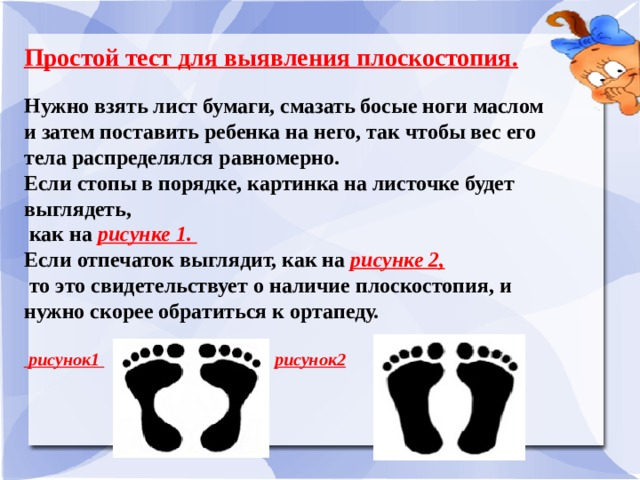 Простой тест для выявления плоскостопия.
Нужно взять лист бумаги, смазать босые ноги маслом
и затем поставить ребенка на него, так чтобы вес его
тела распределялся равномерно.
Если стопы в порядке, картинка на листочке будет
выглядеть,
как на рисунке 1.
Если отпечаток выглядит, как на рисунке 2,
то это свидетельствует о наличие плоскостопия, и
нужно скорее обратиться к ортапеду.
рисунок1 рисунок2